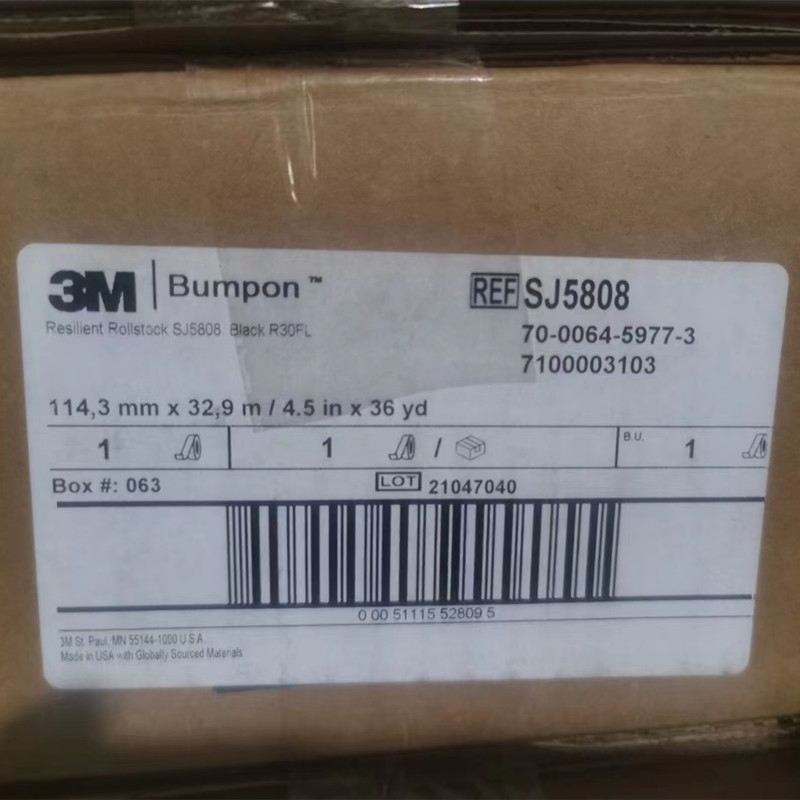 3M Bumpon™ REF SJ5808
Resilient Rollstock SJ5808 Black R30FL
70-0064-5977-3
7100003103
114,3 mm x 32,9 m / 4.5 in x 36 yd
1 1 / B.U. 1
Box #: 063 LOT 21047040
0 00 51115 52809 5
3M St. Paul, MN 55144-1000 U.S.A.
Made in USA with Globally Sourced Materials